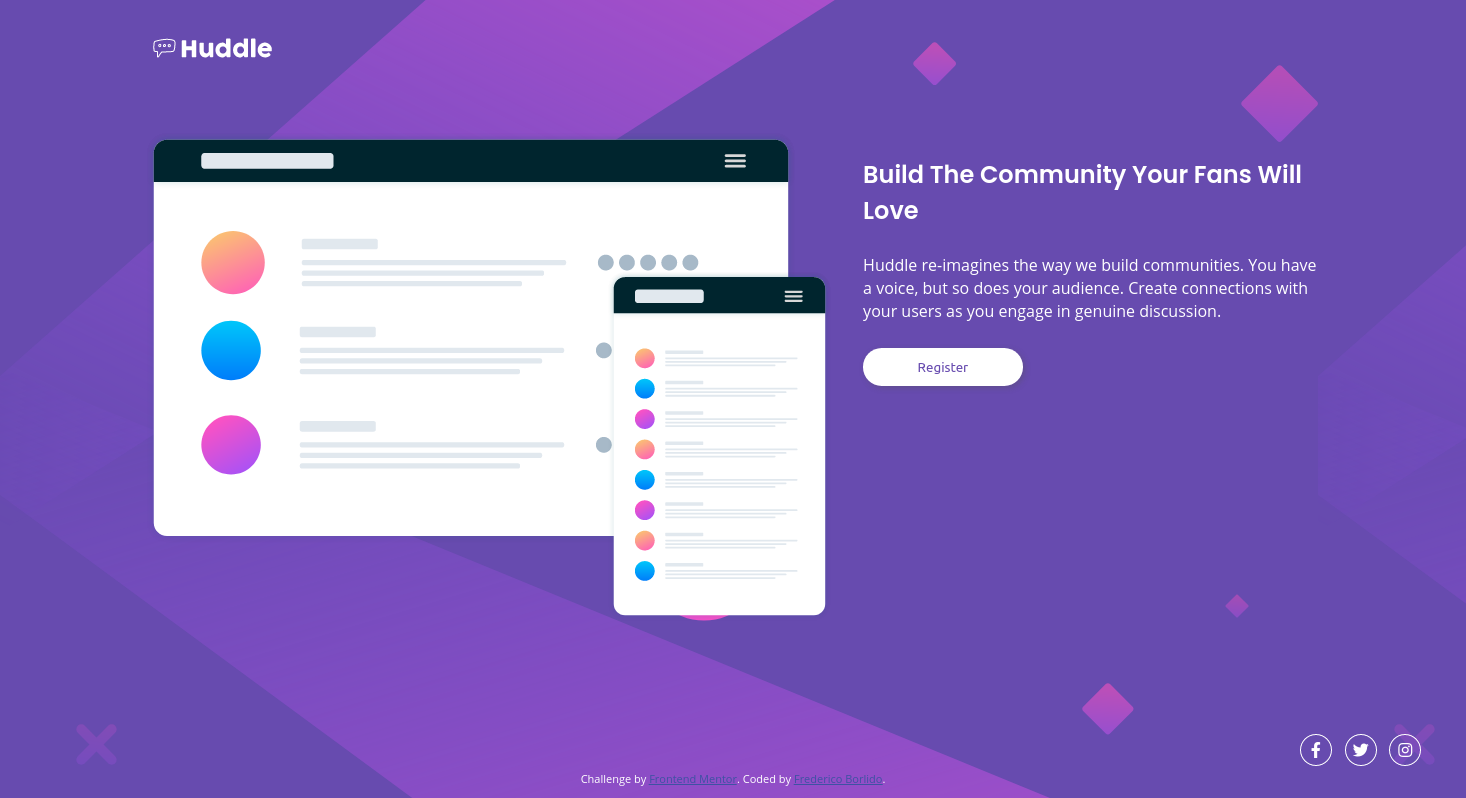 Huddle
Build The Community Your Fans Will
Love
Huddle re-imagines the way we build communities. You have
a voice, but so does your audience. Create connections with
your users as you engage in genuine discussion.
Register
Challenge by Frontend Mentor. Coded by Frederico Borlido.